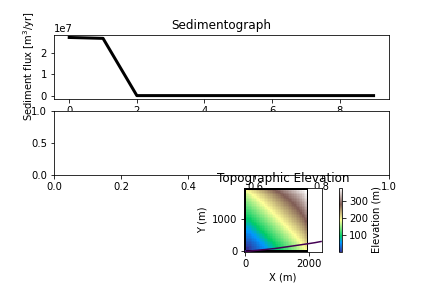 Sedimentograph
1e7
Sediment flux [m³/yr]
2
1
0
0 2 4 6 8
1.0
0.5
0.0
0.0 0.2 0.4 0.6 0.8 1.0
Topographic Elevation
Y (m)
1000
0
0 2000
X (m)
300
200
100
Elevation (m)